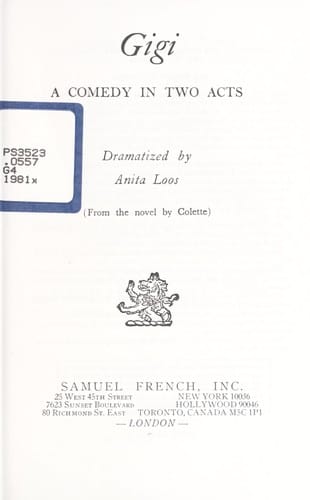 Gigi
A COMEDY IN TWO ACTS
PS3523
.O557
G4
1981x
Dramatized by
Anita Loos
(From the novel by Colette)
SAMUEL FRENCH, INC.
25 WEST 45TH STREET NEW YORK 10036
7623 SUNSET BOULEVARD HOLLYWOOD 90046
80 RICHMOND ST. EAST TORONTO, CANADA M5C 1P1
—LONDON—